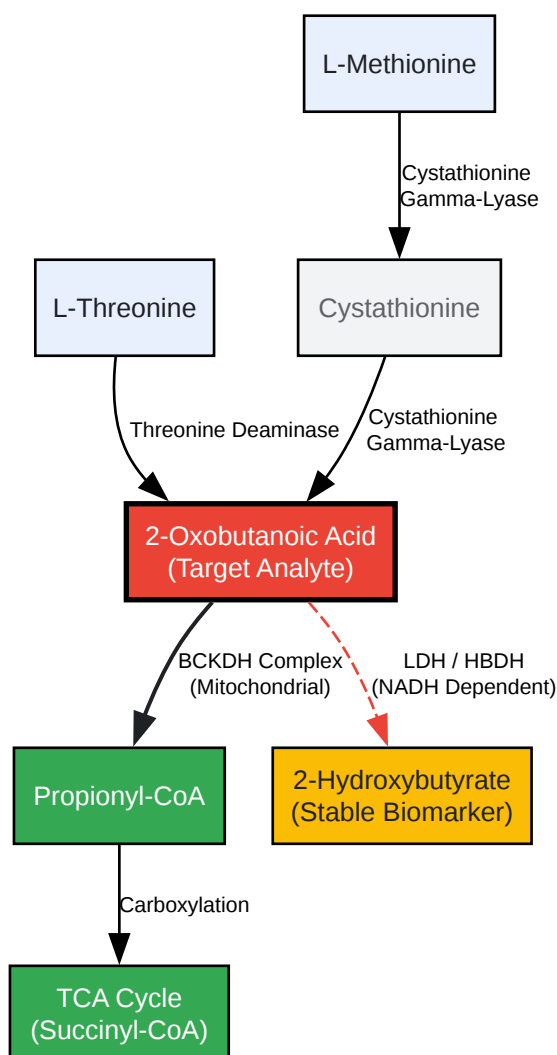 L-Methionine
Cystathionine
Gamma-Lyase
L-Threonine
Cystathionine
Threonine Deaminase
Cystathionine
Gamma-Lyase
2-Oxobutanoic Acid
(Target Analyte)
BCKDH Complex
(Mitochondrial)
LDH / HBDH
(NADH Dependent)
Propionyl-CoA
2-Hydroxybutyrate
(Stable Biomarker)
Carboxylation
TCA Cycle
(Succinyl-CoA)